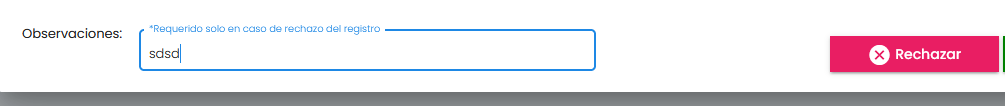 *Requerido solo en caso de rechazo del registro
Observaciones:
sdsd
Rechazar